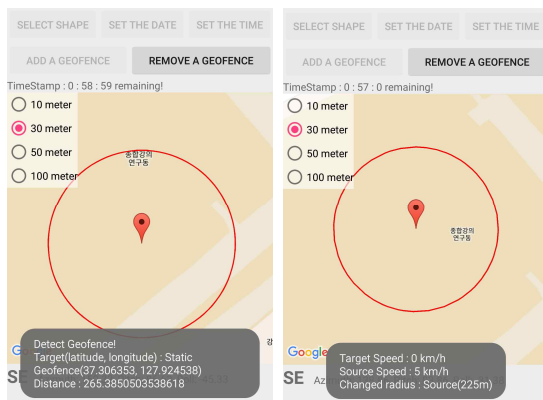 SELECT SHAPE
SET THE DATE
SET THE TIME
ADD A GEOFENCE
REMOVE A GEOFENCE
TimeStamp : 0 : 58 : 59 remaining!
10 meter
30 meter
50 meter
100 meter
종합강의
연구동
Google
강
Detect Geofence!
Target(latitude, longitude) : Static
Geofence(37.306353, 127.924538)
Distance : 265.3850503538618
SE
SELECT SHAPE
SET THE DATE
SET THE TIME
ADD A GEOFENCE
REMOVE A GEOFENCE
TimeStamp : 0 : 57 : 0 remaining!
10 meter
30 meter
50 meter
100 meter
종합강의
연구동
Google
Target Speed : 0 km/h
Source Speed : 5 km/h
Changed radius : Source(225m)
SE